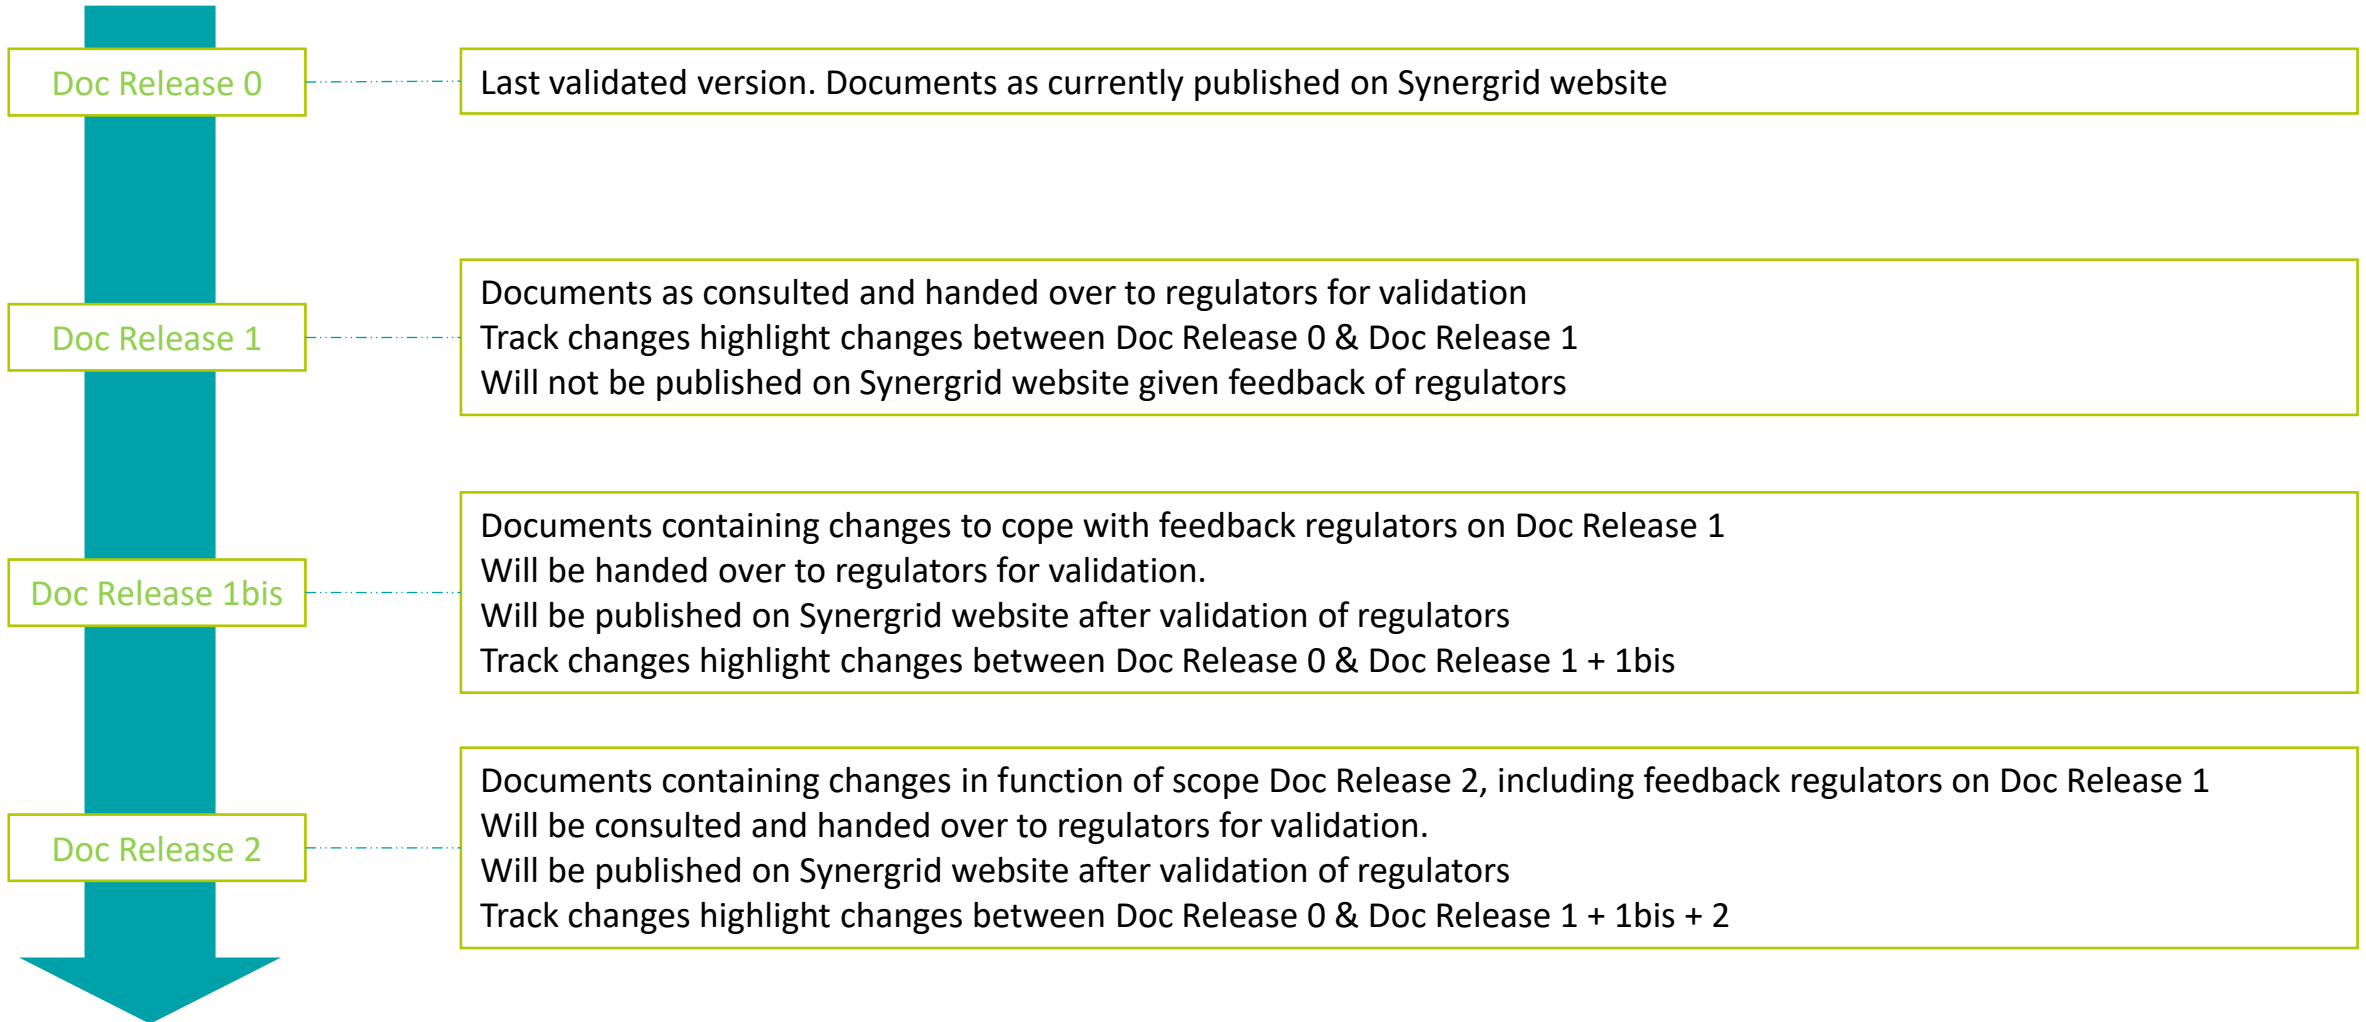 Doc Release 0
Last validated version. Documents as currently published on Synergrid website
Doc Release 1
Documents as consulted and handed over to regulators for validation
Track changes highlight changes between Doc Release 0 & Doc Release 1
Will not be published on Synergrid website given feedback of regulators
Doc Release 1bis
Documents containing changes to cope with feedback regulators on Doc Release 1
Will be handed over to regulators for validation.
Will be published on Synergrid website after validation of regulators
Track changes highlight changes between Doc Release 0 & Doc Release 1 + 1bis
Doc Release 2
Documents containing changes in function of scope Doc Release 2, including feedback regulators on Doc Release 1
Will be consulted and handed over to regulators for validation.
Will be published on Synergrid website after validation of regulators
Track changes highlight changes between Doc Release 0 & Doc Release 1 + 1bis + 2